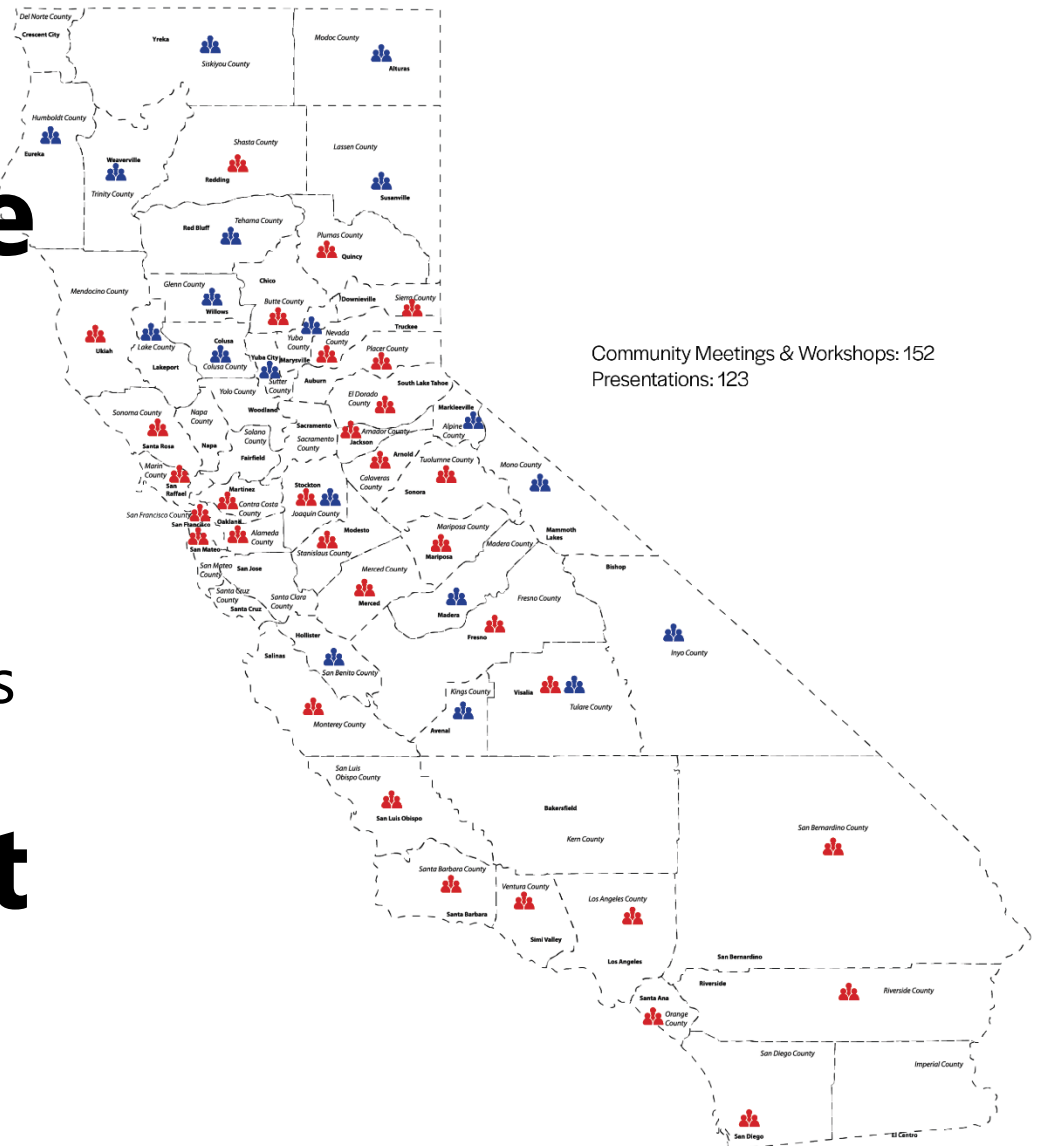 Del Norte County
Crescent City
Yreka
Siskiyou County
Modoc County
Alturas
Humboldt County
Eureka
Weaverville
Trinity County
Shasta County
Redding
Lassen County
Susanville
e
Red Bluff
Tehama County
Plumas County
Quincy
Mendocino County
Ukiah
Glenn County
Willows
Chico
Butte County
Downieville
Sierra County
Truckee
Lake County
Lakeport
Colusa
Colusa County
Yuba City
Marysville
Yuba
County
Nevada
County
Placer County
Sutter
County
Auburn
South Lake Tahoe
Community Meetings & Workshops: 152
Presentations: 123
Sonoma County
Santa Rosa
Napa
County
Napa
Yolo County
Woodland
Solano
County
Fairfield
Sacramento
Sacramento
County
El Dorado
County
Amador County
Jackson
Markleeville
Alpine
County
Arnold
Calaveras
County
Tuolumne County
Sonora
Mono County
Mammoth
Lakes
Marin
County
San
Raffael
Martinez
Contra Costa
County
San Francisco County
San Francisco
Oakland
Alameda
County
San Mateo
San Mateo
County
San Jose
Stockton
Joaquin County
Modesto
Stanislaus County
Mariposa County
Mariposa
Madera County
Madera
Merced County
Merced
Santa Cruz
County
Santa Cruz
Santa Clara
County
Hollister
San Benito County
Salinas
Monterey County
Fresno County
Fresno
Bishop
Inyo County
s
Kings County
Avenal
Visalia
Tulare County
San Luis
Obispo County
San Luis Obispo
Bakersfield
Kern County
San Bernardino County
San Bernardino
t
Santa Barbara County
Santa Barbara
Ventura County
Simi Valley
Los Angeles County
Los Angeles
Santa Ana
Orange
County
Riverside
Riverside County
San Diego County
San Diego
Imperial County
El Centro